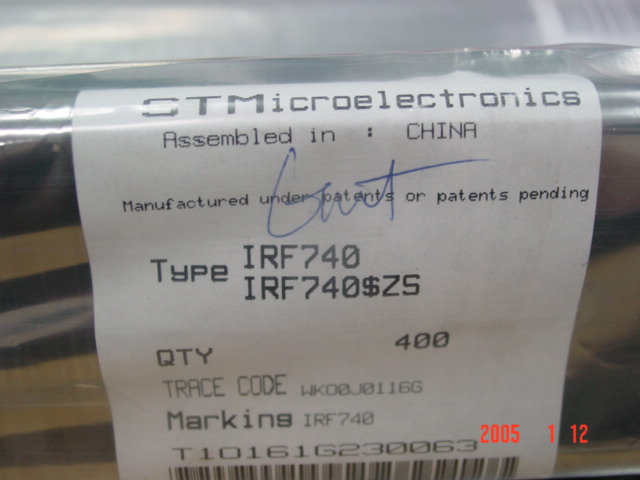 STMicroelectronics
Assembled in : CHINA
Manufactured under patents or patents pending
Type IRF740
IRF740$ZS
QTY 400
TRACE CODE WK00J0116G
Marking IRF740
T10161G230063
2005 1 12